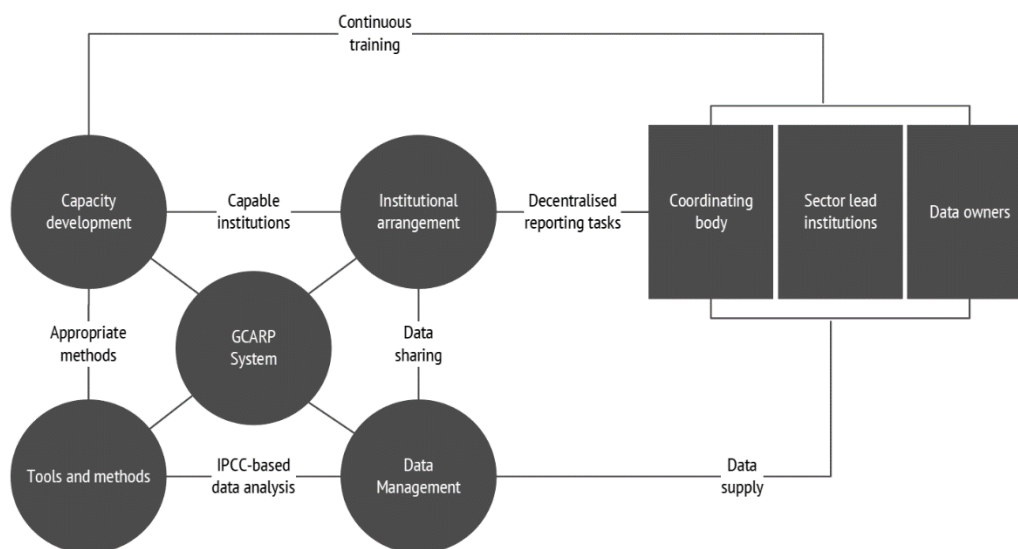 Continuous
training
Capacity
development
Capable
institutions
Institutional
arrangement
Decentralised
reporting tasks
Coordinating
body
Sector lead
institutions
Data owners
Appropriate
methods
GCARP
System
Data
sharing
Tools and methods
IPCC-based
data analysis
Data
Management
Data
supply